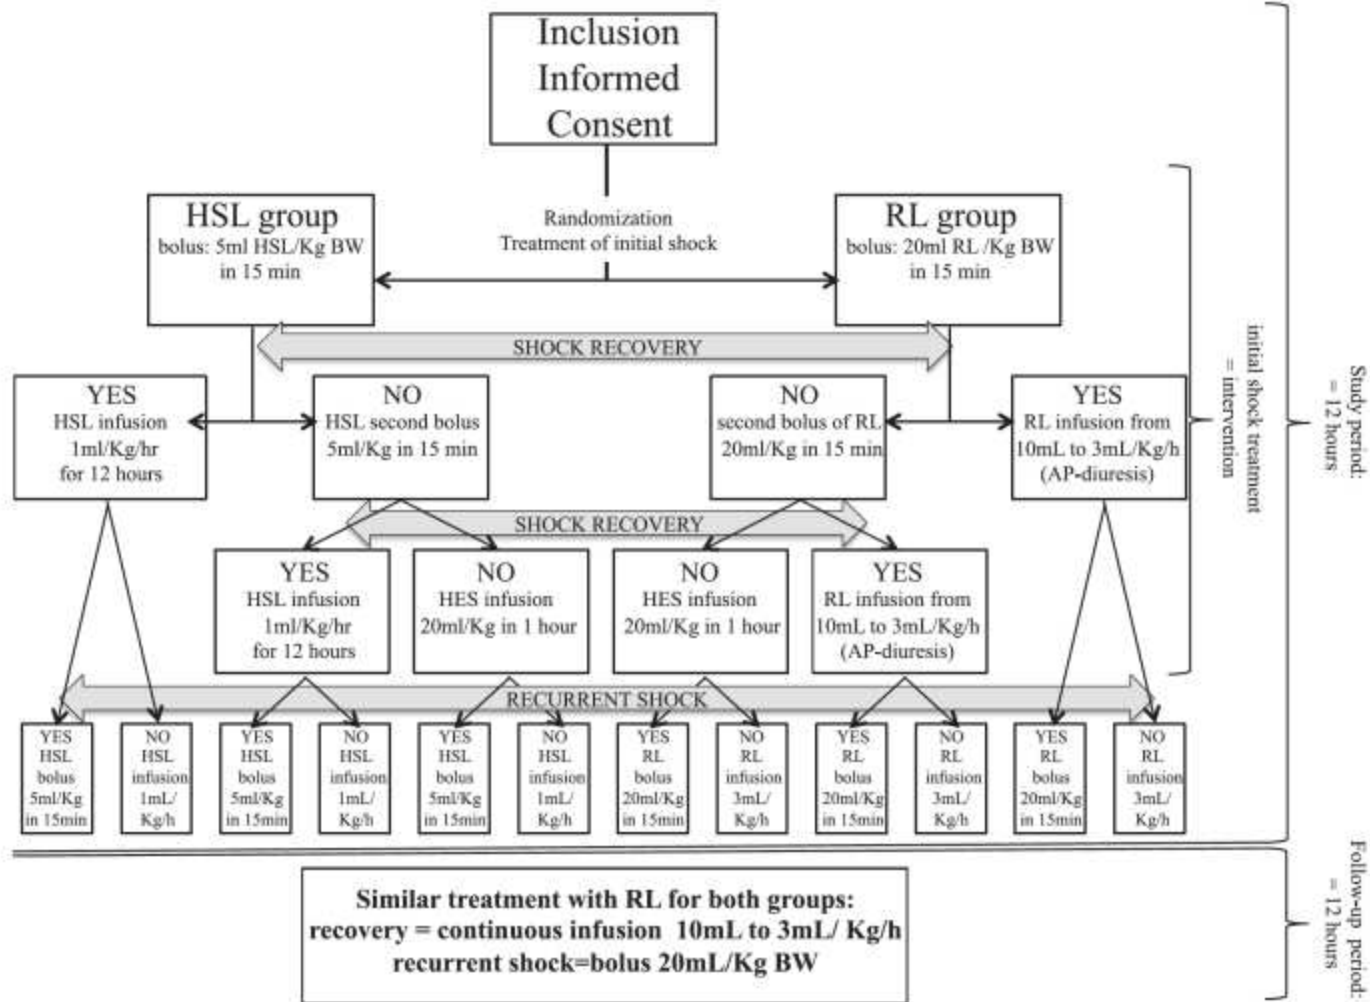 Inclusion
Informed
Consent
HSL group
bolus: 5ml HSL/Kg BW
in 15 min
Randomization
Treatment of initial shock
RL group
bolus: 20ml RL /Kg BW
in 15 min
SHOCK RECOVERY
YES
HSL infusion
1ml/Kg/hr
for 12 hours
NO
HSL second bolus
5ml/Kg in 15 min
NO
second bolus of RL
20ml/Kg in 15 min
YES
RL infusion from
10mL to 3mL/Kg/h
(AP-diuresis)
SHOCK RECOVERY
YES
HSL infusion
1ml/Kg/hr
for 12 hours
NO
HES infusion
20ml/Kg in 1 hour
NO
HES infusion
20ml/Kg in 1 hour
YES
RL infusion from
10mL to 3mL/Kg/h
(AP-diuresis)
RECURRENT SHOCK
YES
HSL
bolus
5ml/Kg
in 15min
NO
HSL
infusion
1mL/
Kg/h
YES
HSL
bolus
5ml/Kg
in 15min
NO
HSL
infusion
1mL/
Kg/h
YES
HSL
bolus
5ml/Kg
in 15min
NO
HSL
infusion
1mL/
Kg/h
YES
RL
bolus
20ml/Kg
in 15min
NO
RL
infusion
3mL/
Kg/h
YES
RL
bolus
20ml/Kg
in 15min
NO
RL
infusion
3mL/
Kg/h
YES
RL
bolus
20ml/Kg
in 15min
NO
RL
infusion
3mL/
Kg/h
initial shock treatment
= intervention
Study period:
= 12 hours
Similar treatment with RL for both groups:
recovery = continuous infusion 10mL to 3mL/ Kg/h
recurrent shock=bolus 20mL/Kg BW
Follow-up period:
= 12 hours